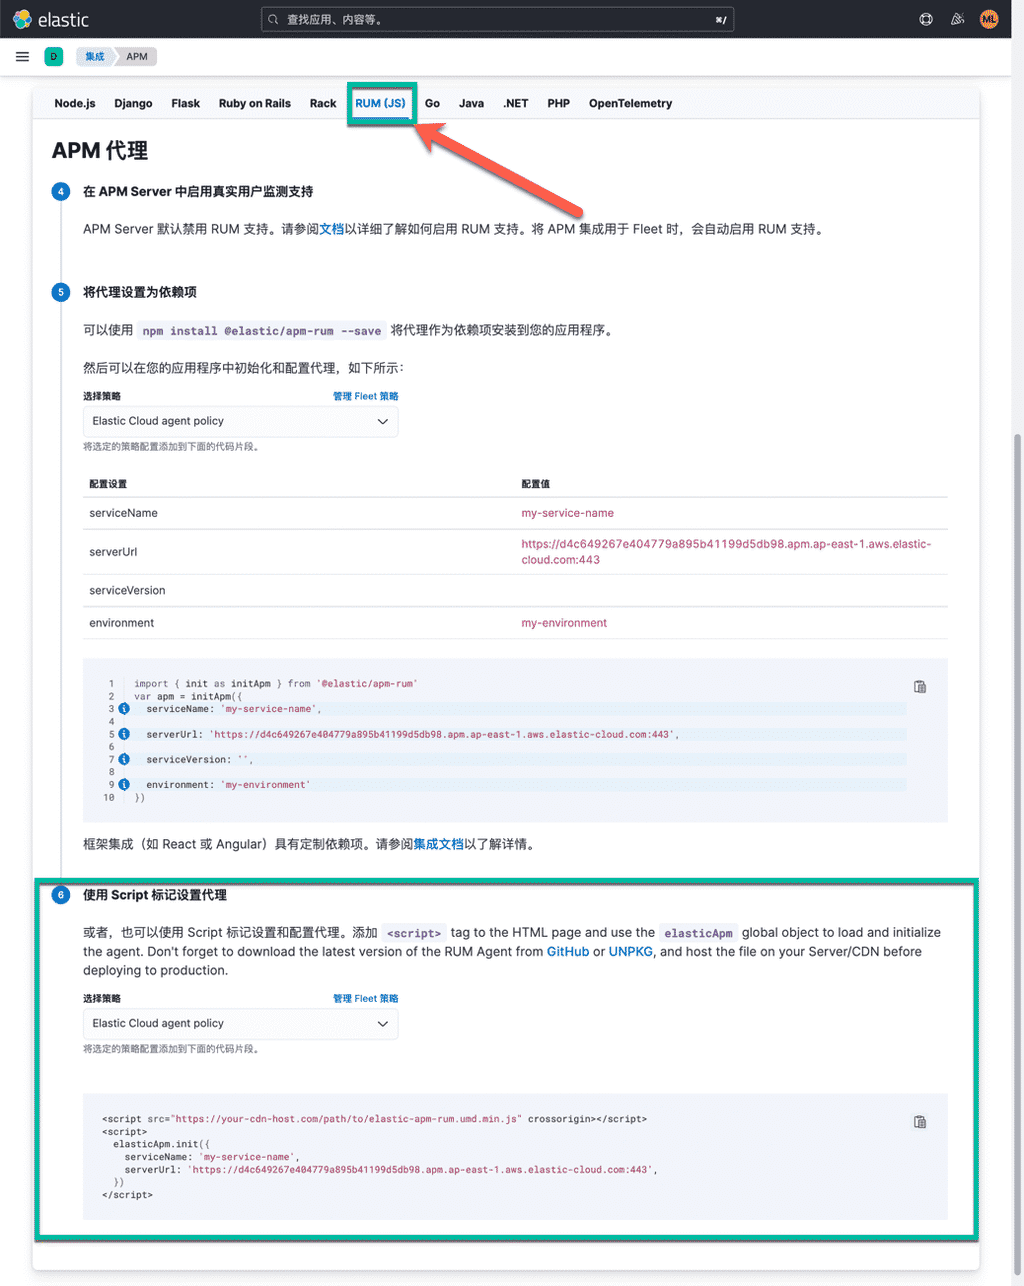 elastic
查找应用、内容等。
⌘/
ML
D
集成
APM
Node.js Django Flask Ruby on Rails Rack RUM (JS) Go Java .NET PHP OpenTelemetry
APM 代理
4 在 APM Server 中启用真实用户监测支持
APM Server 默认禁用 RUM 支持。请参阅文档以详细了解如何启用 RUM 支持。将 APM 集成用于 Fleet 时，会自动启用 RUM 支持。
5 将代理设置为依赖项
可以使用 npm install @elastic/apm-rum --save 将代理作为依赖项安装到您的应用程序。
然后可以在您的应用程序中初始化和配置代理，如下所示：
选择策略 管理 Fleet 策略
Elastic Cloud agent policy
将选定的策略配置添加到下面的代码片段。
配置设置 配置值
serviceName my-service-name
serverUrl https://d4c649267e404779a895b41199d5db98.apm.ap-east-1.aws.elastic-
cloud.com:443
serviceVersion
environment my-environment
1 import { init as initApm } from '@elastic/apm-rum'
2 var apm = initApm({
3 serviceName: 'my-service-name',
4
5 serverUrl: 'https://d4c649267e404779a895b41199d5db98.apm.ap-east-1.aws.elastic-cloud.com:443',
6
7 serviceVersion: '',
8
9 environment: 'my-environment'
10 })
框架集成（如 React 或 Angular）具有定制依赖项。请参阅集成文档以了解详情。
6 使用 Script 标记设置代理
或者，也可以使用 Script 标记设置和配置代理。添加 <script> tag to the HTML page and use the elasticApm global object to load and initialize
the agent. Don't forget to download the latest version of the RUM Agent from GitHub or UNPKG, and host the file on your Server/CDN before
deploying to production.
选择策略 管理 Fleet 策略
Elastic Cloud agent policy
将选定的策略配置添加到下面的代码片段。
<script src="https://your-cdn-host.com/path/to/elastic-apm-rum.umd.min.js" crossorigin></script>
<script>
elasticApm.init({
serviceName: 'my-service-name',
serverUrl: 'https://d4c649267e404779a895b41199d5db98.apm.ap-east-1.aws.elastic-cloud.com:443',
})
</script>